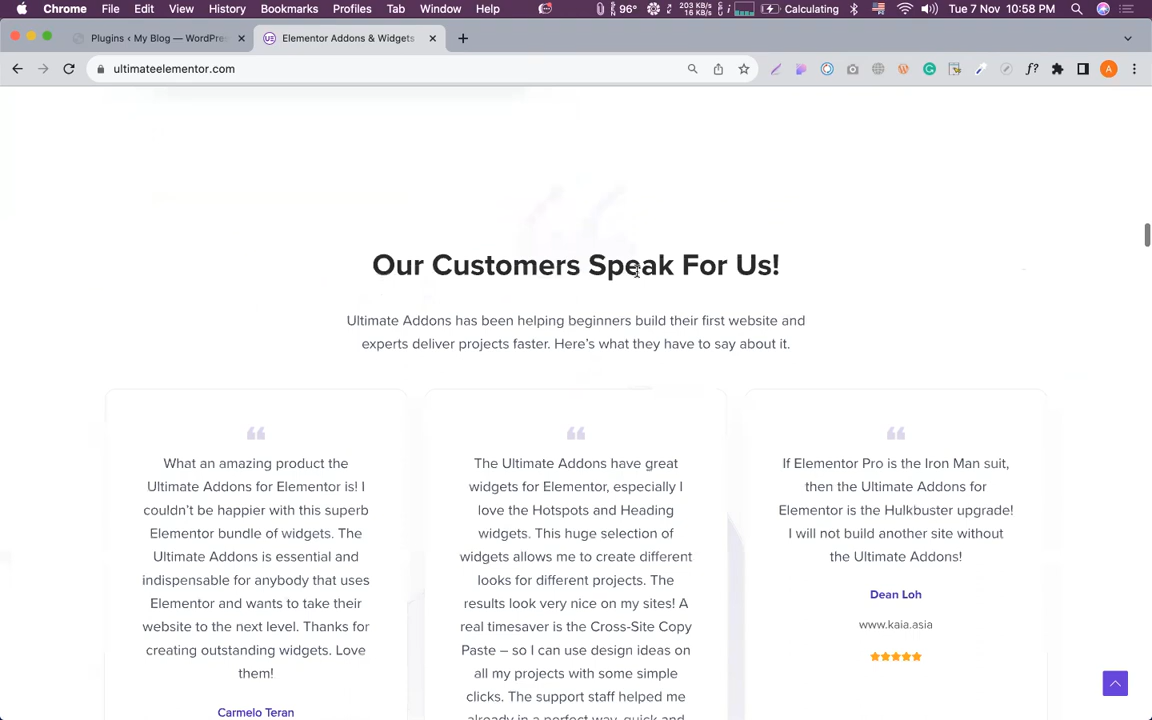 Chrome File Edit View History Bookmarks Profiles Tab Window Help 96° 203 KB/s 16 KB/s Calculating Tue 7 Nov 10:58 PM
Plugins ‹ My Blog — WordPre Elementor Addons & Widgets
ultimateelementor.com
Our Customers Speak For Us!
Ultimate Addons has been helping beginners build their first website and
experts deliver projects faster. Here’s what they have to say about it.
What an amazing product the
Ultimate Addons for Elementor is! I
couldn’t be happier with this superb
Elementor bundle of widgets. The
Ultimate Addons is essential and
indispensable for anybody that uses
Elementor and wants to take their
website to the next level. Thanks for
creating outstanding widgets. Love
them!
Carmelo Teran
The Ultimate Addons have great
widgets for Elementor, especially I
love the Hotspots and Heading
widgets. This huge selection of
widgets allows me to create different
looks for different projects. The
results look very nice on my sites! A
real timesaver is the Cross-Site Copy
Paste – so I can use design ideas on
all my projects with some simple
clicks. The support staff helped me
already in a perfect way, quick and
If Elementor Pro is the Iron Man suit,
then the Ultimate Addons for
Elementor is the Hulkbuster upgrade!
I will not build another site without
the Ultimate Addons!
Dean Loh
www.kaia.asia